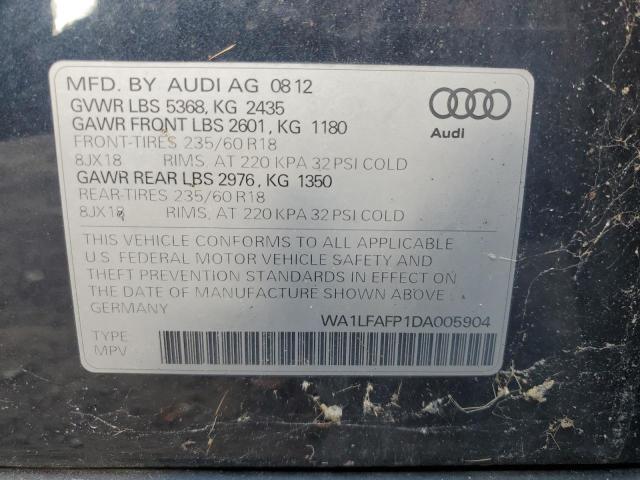 MFD. BY AUDI AG 08 12
GVWR LBS 5368, KG 2435
GAWR FRONT LBS 2601, KG 1180
FRONT-TIRES 235/60 R18
8JX18 RIMS, AT 220 KPA 32 PSI COLD
GAWR REAR LBS 2976, KG 1350
REAR-TIRES 235/60 R18
8JX18 RIMS, AT 220 KPA 32 PSI COLD
Audi
THIS VEHICLE CONFORMS TO ALL APPLICABLE
U.S. FEDERAL MOTOR VEHICLE SAFETY AND
THEFT PREVENTION STANDARDS IN EFFECT ON
THE DATE OF MANUFACTURE SHOWN ABOVE.
GERMANY
WA1LFAFP1DA005904
TYPE
MPV